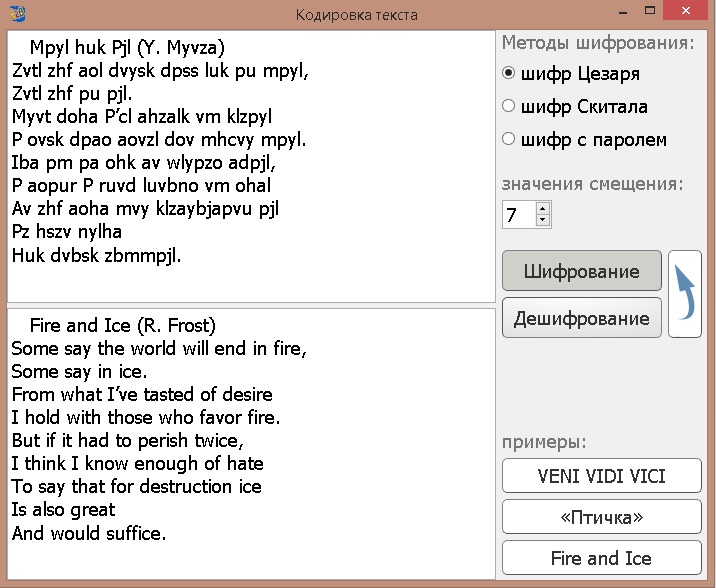 Кодировка текста
Mpyl huk Pjl (Y. Myvza)
Zvtl zhf aol dvysk dpss luk pu mpyl,
Zvtl zhf pu pjl.
Myvt doha P’cl ahzalk vm klzpyl
P ovsk dpao aovzl dov mhcvy mpyl.
Iba pm pa ohk av wlypzo adpjl,
P aopur P ruvd luvbno vm ohal
Av zhf aoha mvy klzaybjapvu pjl
Pz hszv nylha
Huk dvbsk zbmmpjl.
Fire and Ice (R. Frost)
Some say the world will end in fire,
Some say in ice.
From what I’ve tasted of desire
I hold with those who favor fire.
But if it had to perish twice,
I think I know enough of hate
To say that for destruction ice
Is also great
And would suffice.
Методы шифрования:
шифр Цезаря
шифр Скитала
шифр с паролем
значения смещения:
7
Шифрование
Дешифрование
примеры:
VENI VIDI VICI
«Птичка»
Fire and Ice